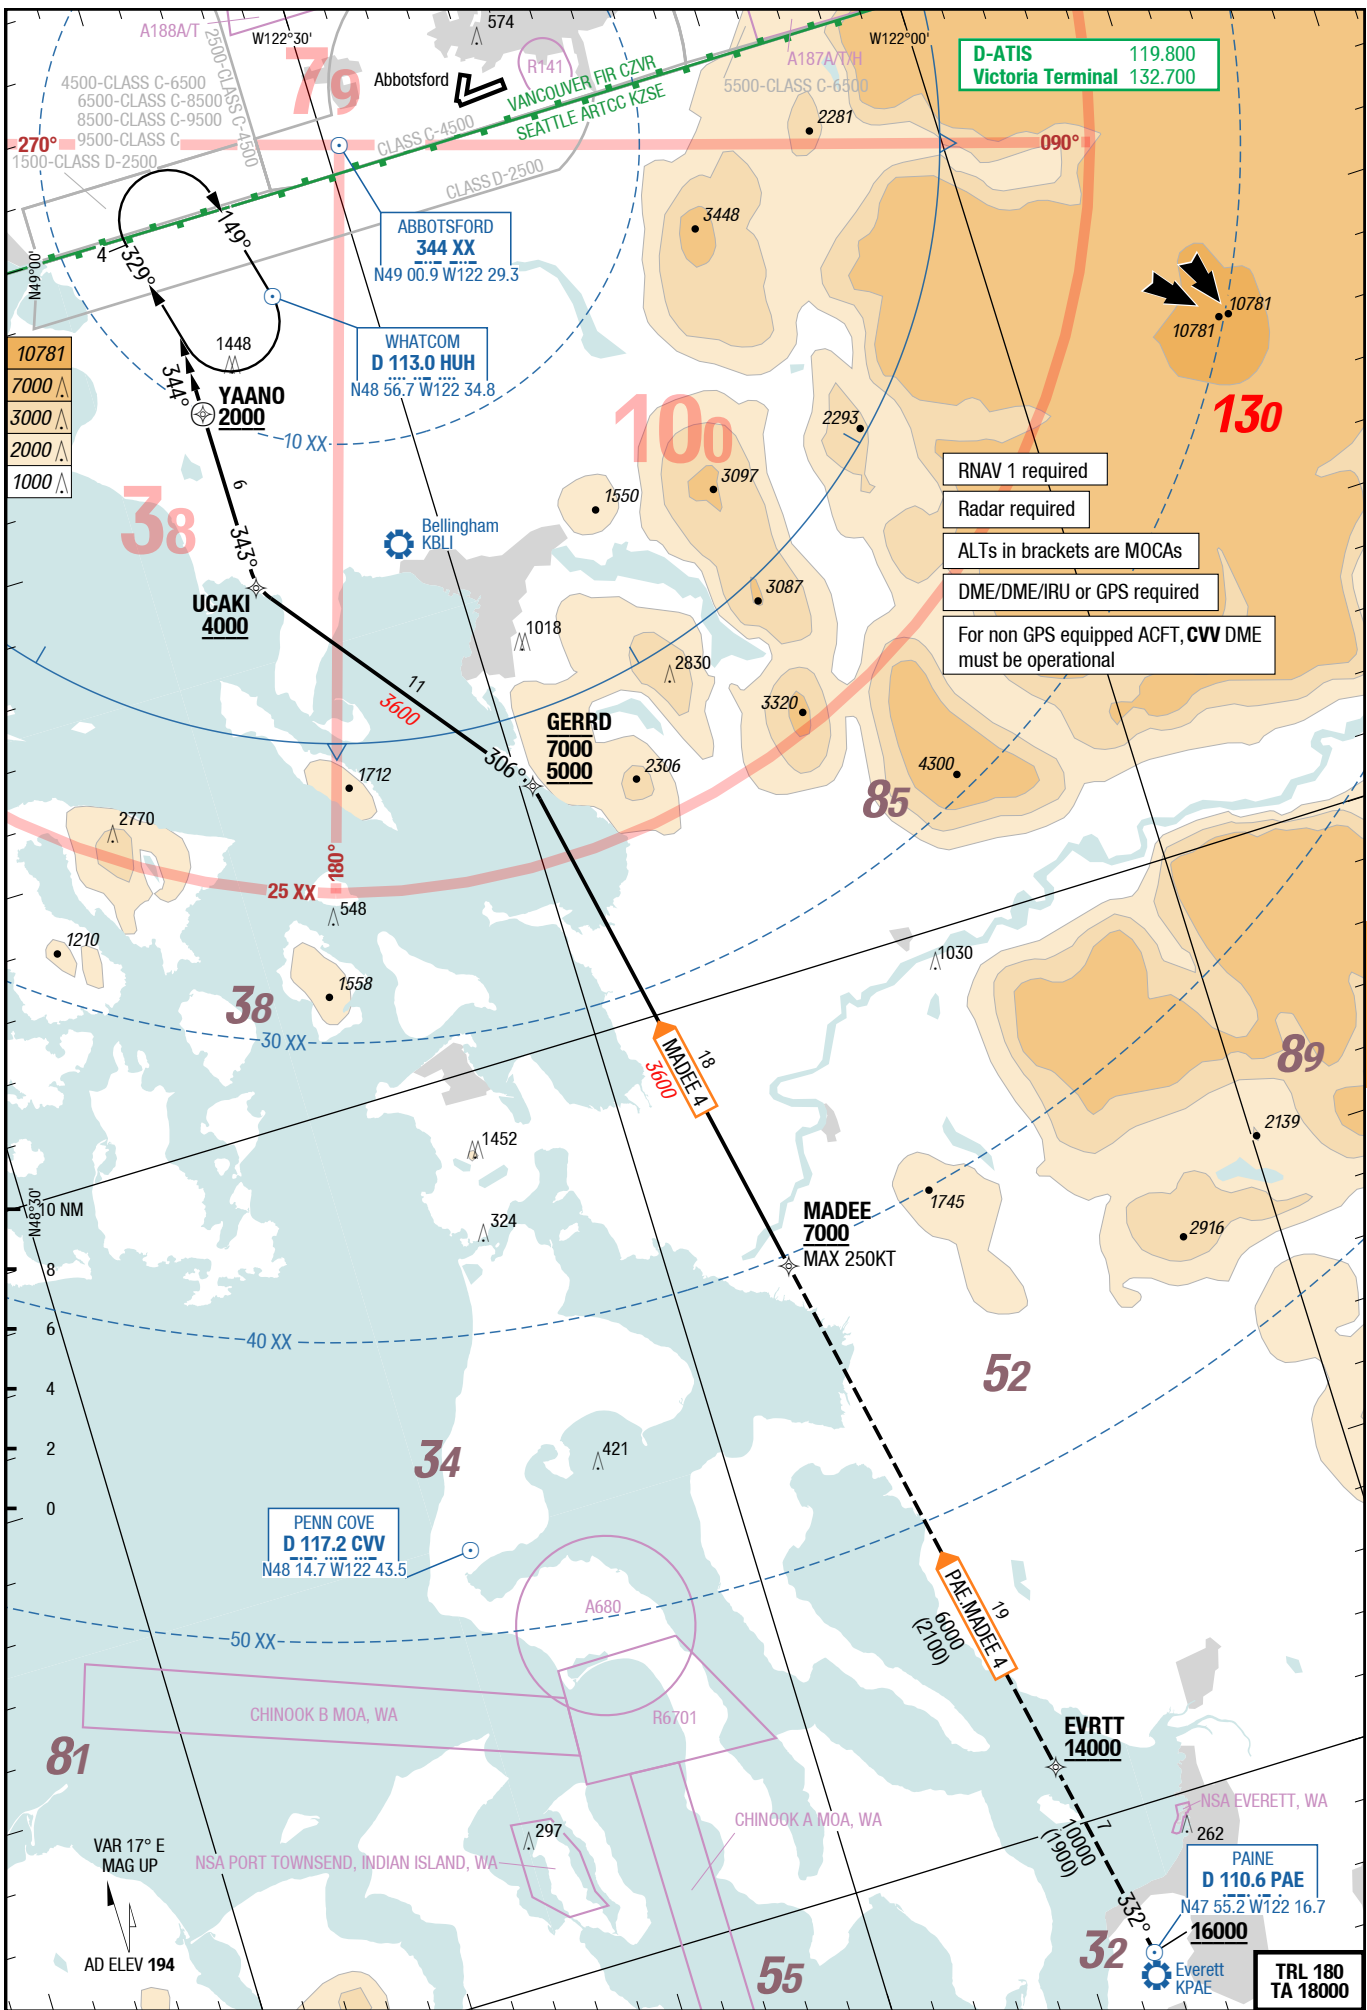 A188A/T
W122°30'
574
W122°00'
D-ATIS 119.800
Victoria Terminal 132.700
R141
A187A/T/H
5500-CLASS C-6500
Abbotsford
79
VANCOUVER FIR CZVR
SEATTLE ARTCC KZSE
2500-CLASS C-4500
4500-CLASS C-6500
6500-CLASS C-8500
8500-CLASS C-9500
9500-CLASS C
1500-CLASS D-2500
270°
CLASS C-4500
CLASS D-2500
2281
090°
3448
149°
4
329°
N49°00'
ABBOTSFORD
344 XX
N49 00.9 W122 29.3
10781
10781
130
WHATCOM
D 113.0 HUH
N48 56.7 W122 34.8
1448
10781
7000
3000
2000
1000
344°
YAANO
2000
10 XX
100
2293
3097
1550
38
6
343°
Bellingham
KBLI
RNAV 1 required
Radar required
ALTs in brackets are MOCAs
DME/DME/IRU or GPS required
For non GPS equipped ACFT, CVV DME
must be operational
3087
UCAKI
4000
1018
2830
11
3600
3320
GERRD
7000
5000
306°
2306
4300
85
1712
2770
180°
25 XX
548
1210
1558
38
30 XX
1030
89
18
MADEE 4
3600
2139
1452
1745
2916
324
MADEE
7000
MAX 250KT
N48°30'
10 NM
8
6
4
2
0
40 XX
52
34
421
PENN COVE
D 117.2 CVV
N48 14.7 W122 43.5
A680
50 XX
19
PAE.MADEE 4
6000
(2100)
CHINOOK B MOA, WA
R6701
81
EVRTT
14000
NSA EVERETT, WA
262
CHINOOK A MOA, WA
297
NSA PORT TOWNSEND, INDIAN ISLAND, WA
7
10000
(1900)
VAR 17° E
MAG UP
AD ELEV 194
PAINE
D 110.6 PAE
N47 55.2 W122 16.7
332°
16000
32
55
Everett
KPAE
TRL 180
TA 18000